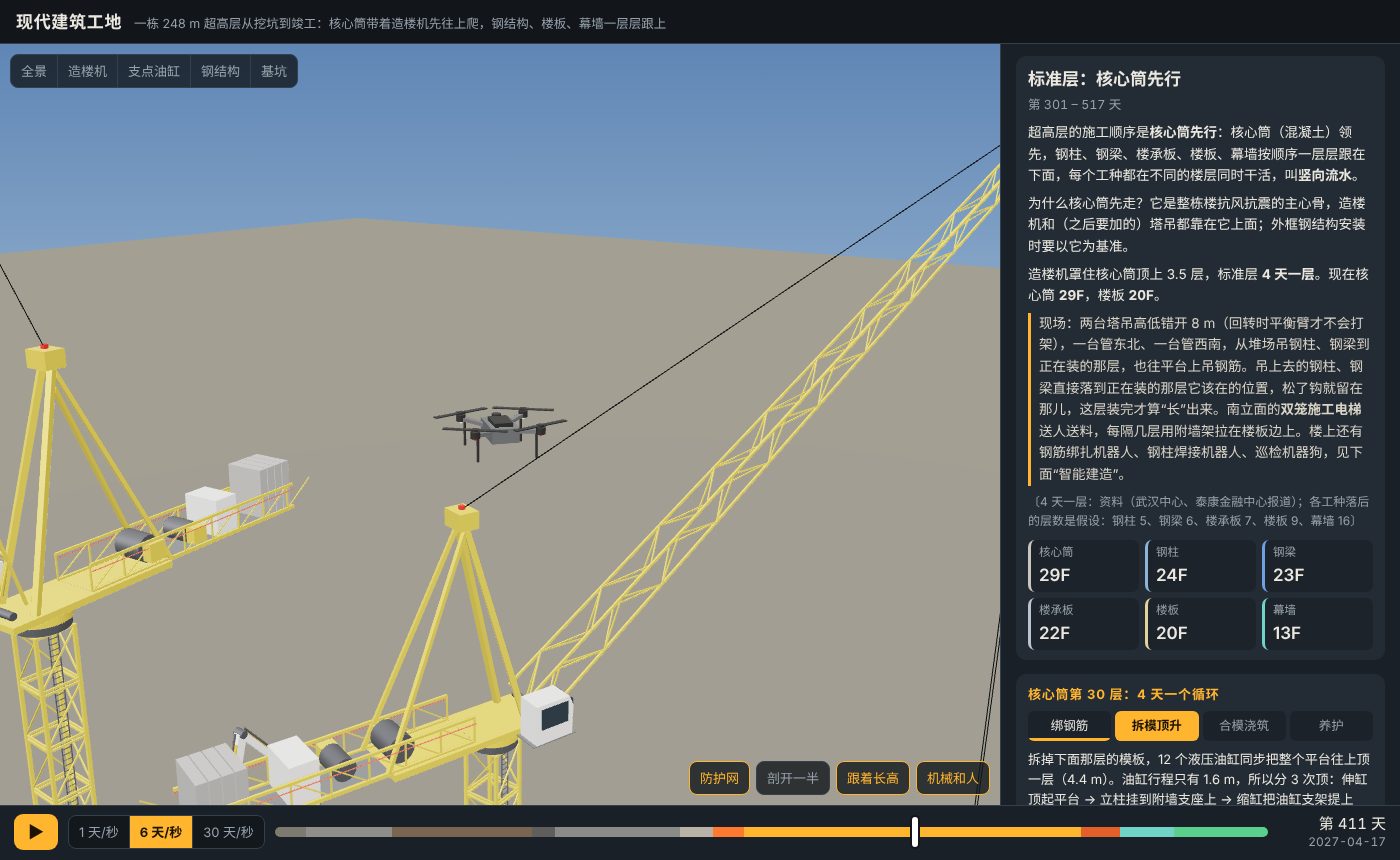 现代建筑工地
一栋 248 m 超高层从挖坑到竣工：核心筒带着造楼机先往上爬，钢结构、楼板、幕墙一层层跟上
全景
造楼机
支点油缸
钢结构
基坑
防护网
剖开一半
跟着长高
机械和人
标准层：核心筒先行
第 301 – 517 天
超高层的施工顺序是核心筒先行：核心筒（混凝土）领
先，钢柱、钢梁、楼承板、楼板、幕墙按顺序一层层跟在
下面，每个工种都在不同的楼层同时干活，叫竖向流水。
为什么核心筒先走？它是整栋楼抗风抗震的主心骨，造楼
机和（之后要加的）塔吊都靠在它上面；外框钢结构安装
时要以它为基准。
造楼机罩住核心筒顶上 3.5 层，标准层 4 天一层。现在核
心筒 29F，楼板 20F。
现场：两台塔吊高低错开 8 m（回转时平衡臂才不会打
架），一台管东北、一台管西南，从堆场吊钢柱、钢梁到
正在装的那层，也往平台上吊钢筋。吊上去的钢柱、钢
梁直接落到正在装的那层它该在的位置，松了钩就留在
那儿，这层装完才算“长”出来。南立面的双笼施工电梯
送人送料，每隔几层用附墙架拉在楼板边上。楼上还有
钢筋绑扎机器人、钢柱焊接机器人、巡检机器狗，见下
面“智能建造”。
〔4 天一层：资料（武汉中心、泰康金融中心报道）；各工种落后
的层数是假设：钢柱 5、钢梁 6、楼承板 7、楼板 9、幕墙 16〕
核心筒
29F
钢柱
24F
钢梁
23F
楼承板
22F
楼板
20F
幕墙
13F
核心筒第 30 层：4 天一个循环
绑钢筋
拆模顶升
合模浇筑
养护
拆掉下面那层的模板，12 个液压油缸同步把整个平台往上顶
一层（4.4 m）。油缸行程只有 1.6 m，所以分 3 次顶：伸缸
顶起平台 → 立柱挂到附墙支座上 → 缩缸把油缸支架提上
1 天/秒
6 天/秒
30 天/秒
第 411 天
2027-04-17